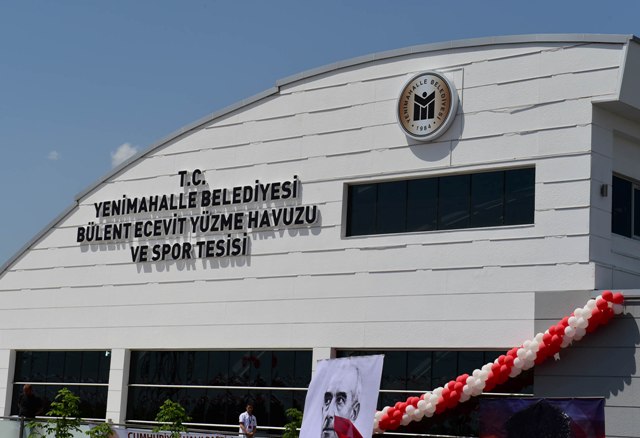 T.C.
YENİMAHALLE BELEDİYESİ
BÜLENT ECEVİT YÜZME HAVUZU
VE SPOR TESİSİ
YENİMAHALLE BELEDİYESİ
1984